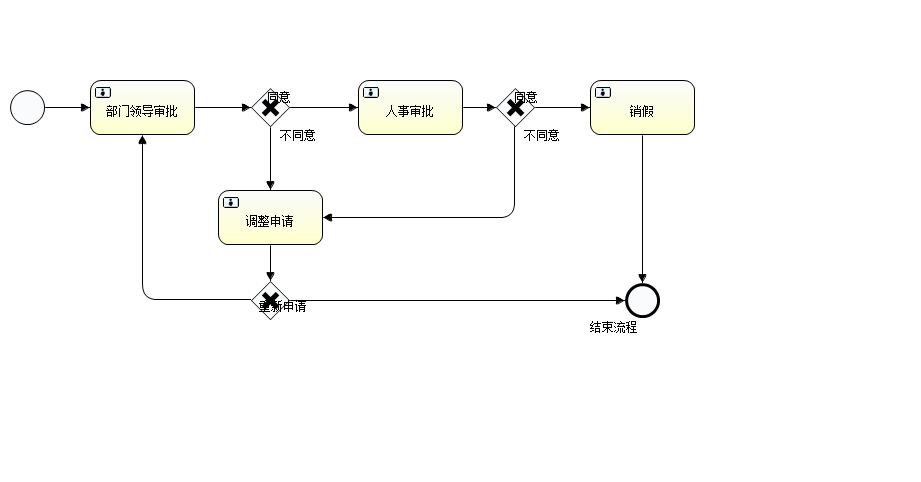 同意
同意
部门领导审批
人事审批
销假
不同意
不同意
调整申请
重新申请
结束流程